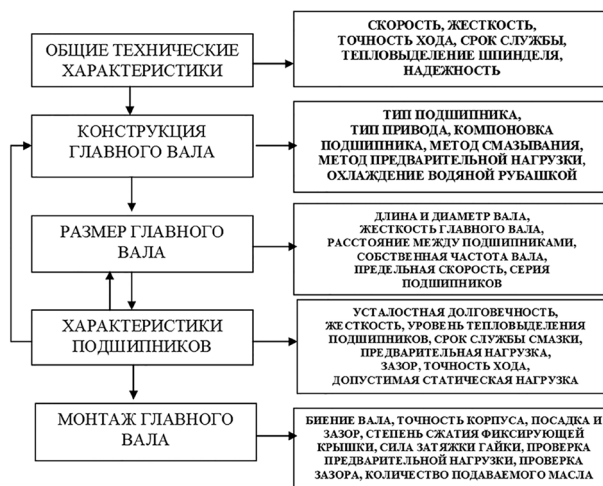 ОБЩИЕ ТЕХНИЧЕСКИЕ
ХАРАКТЕРИСТИКИ
СКОРОСТЬ, ЖЕСТКОСТЬ,
ТОЧНОСТЬ ХОДА, СРОК СЛУЖБЫ,
ТЕПЛОВЫДЕЛЕНИЕ ШПИНДЕЛЯ,
НАДЕЖНОСТЬ
КОНСТРУКЦИЯ
ГЛАВНОГО ВАЛА
ТИП ПОДШИПНИКА,
ТИП ПРИВОДА, КОМПОНОВКА
ПОДШИПНИКА, МЕТОД СМАЗЫВАНИЯ,
МЕТОД ПРЕДВАРИТЕЛЬНОЙ НАГРУЗКИ,
ОХЛАЖДЕНИЕ ВОДЯНОЙ РУБАШКОЙ
РАЗМЕР ГЛАВНОГО
ВАЛА
ДЛИНА И ДИАМЕТР ВАЛА,
ЖЕСТКОСТЬ ГЛАВНОГО ВАЛА,
РАССТОЯНИЕ МЕЖДУ ПОДШИПНИКАМИ,
СОБСТВЕННАЯ ЧАСТОТА ВАЛА,
ПРЕДЕЛЬНАЯ СКОРОСТЬ, СЕРИЯ
ПОДШИПНИКОВ
ХАРАКТЕРИСТИКИ
ПОДШИПНИКОВ
УСТАЛОСТНАЯ ДОЛГОВЕЧНОСТЬ,
ЖЕСТКОСТЬ, УРОВЕНЬ ТЕПЛОВЫДЕЛЕНИЯ
ПОДШИПНИКОВ, СРОК СЛУЖБЫ СМАЗКИ,
ПРЕДВАРИТЕЛЬНАЯ НАГРУЗКА,
ЗАЗОР, ТОЧНОСТЬ ХОДА,
ДОПУСТИМАЯ СТАТИЧЕСКАЯ НАГРУЗКА
МОНТАЖ ГЛАВНОГО
ВАЛА
БИЕНИЕ ВАЛА, ТОЧНОСТЬ КОРПУСА, ПОСАДКА И
ЗАЗОР, СТЕПЕНЬ СЖАТИЯ ФИКСИРУЮЩЕЙ
КРЫШКИ, СИЛА ЗАТЯЖКИ ГАЙКИ, ПРОВЕРКА
ПРЕДВАРИТЕЛЬНОЙ НАГРУЗКИ, ПРОВЕРКА
ЗАЗОРА, КОЛИЧЕСТВО ПОДАВАЕМОГО МАСЛА